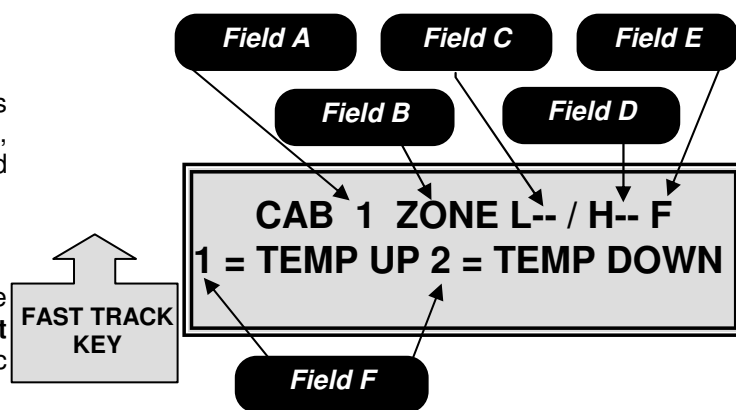 Field A
Field C
Field E
Field B
Field D
s
,
d
CAB 1 ZONE L-- / H-- F
1 = TEMP UP 2 = TEMP DOWN
e
t
c
FAST TRACK
KEY
Field F